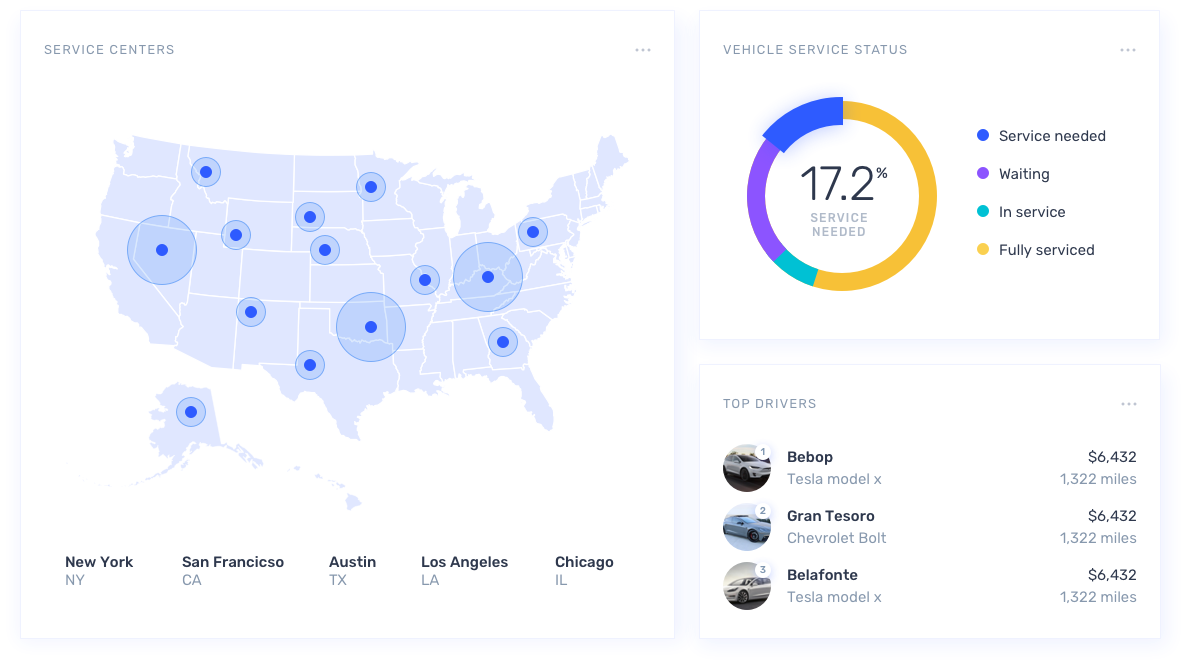 SERVICE CENTERS
New York
NY
San Francicso
CA
Austin
TX
Los Angeles
LA
Chicago
IL
VEHICLE SERVICE STATUS
17.2%
SERVICE
NEEDED
Service needed
Waiting
In service
Fully serviced
TOP DRIVERS
1
Bebop
$6,432
Tesla model x
1,322 miles
2
Gran Tesoro
$6,432
Chevrolet Bolt
1,322 miles
3
Belafonte
$6,432
Tesla model x
1,322 miles